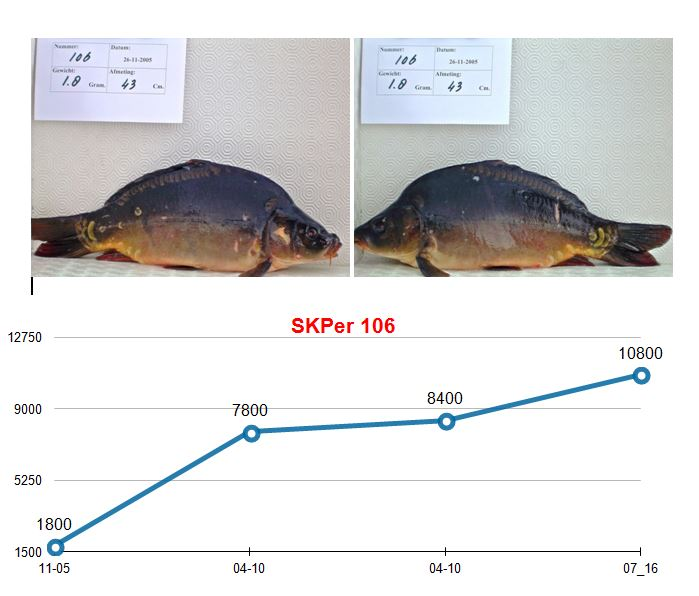 Nummer: Datum:
106 26-11-2005
Gewicht: Afmeting:
1.8 Gram. 43 Cm.
Nummer: Datum:
106 26-11-2005
Gewicht: Afmeting:
1.8 Gram. 43 Cm.
SKPer 106
12750
10800
9000
7800
8400
5250
1800
1500
11-05 04-10 04-10 07_16